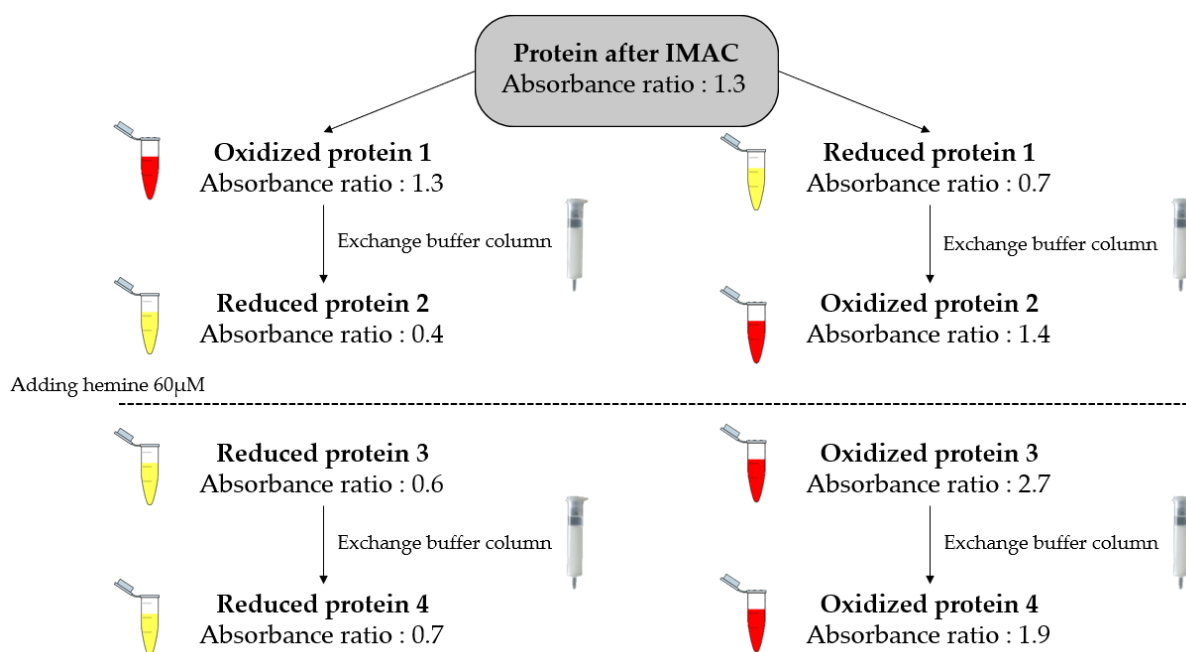 Protein after IMAC
Absorbance ratio : 1.3
Oxidized protein 1
Absorbance ratio : 1.3
Reduced protein 1
Absorbance ratio : 0.7
Exchange buffer column
Exchange buffer column
Reduced protein 2
Absorbance ratio : 0.4
Oxidized protein 2
Absorbance ratio : 1.4
Adding hemine 60μM
Reduced protein 3
Absorbance ratio : 0.6
Oxidized protein 3
Absorbance ratio : 2.7
Exchange buffer column
Exchange buffer column
Reduced protein 4
Absorbance ratio : 0.7
Oxidized protein 4
Absorbance ratio : 1.9